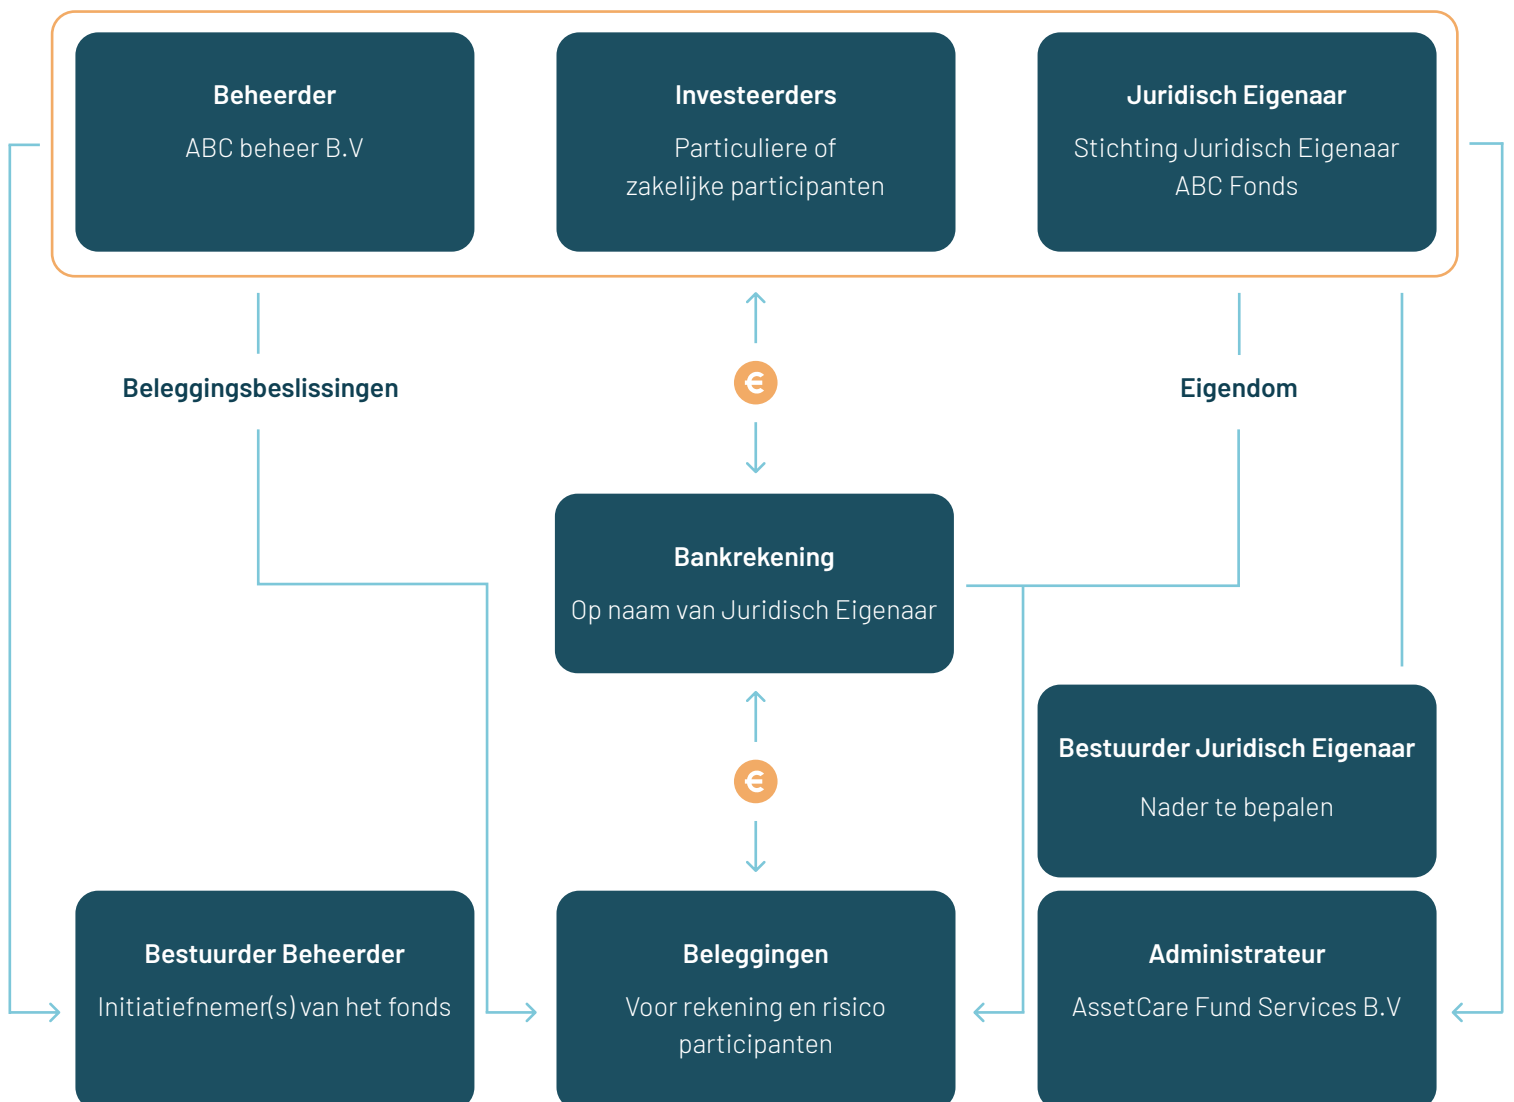 Beheerder
ABC beheer B.V
Investeerders
Particuliere of
zakelijke participanten
Juridisch Eigenaar
Stichting Juridisch Eigenaar
ABC Fonds
Beleggingsbeslissingen
€
Eigendom
Bankrekening
Op naam van Juridisch Eigenaar
€
Bestuurder Juridisch Eigenaar
Nader te bepalen
Bestuurder Beheerder
Initiatiefnemer(s) van het fonds
Beleggingen
Voor rekening en risico
participanten
Administrateur
AssetCare Fund Services B.V